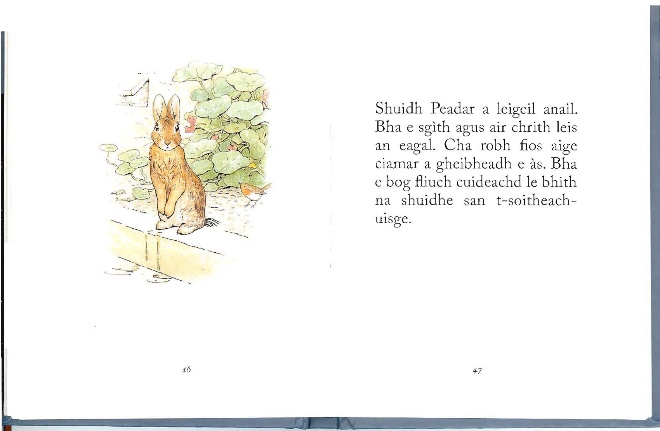 Shuidh Peadar a leigeil anail.
Bha e sgìth agus air chrith leis
an eagal. Cha robh fios aige
ciamar a gheibheadh e às. Bha
e bog fliuch cuideachd le bhith
na shuidhe san t-soitheach-
uisge.
46
47